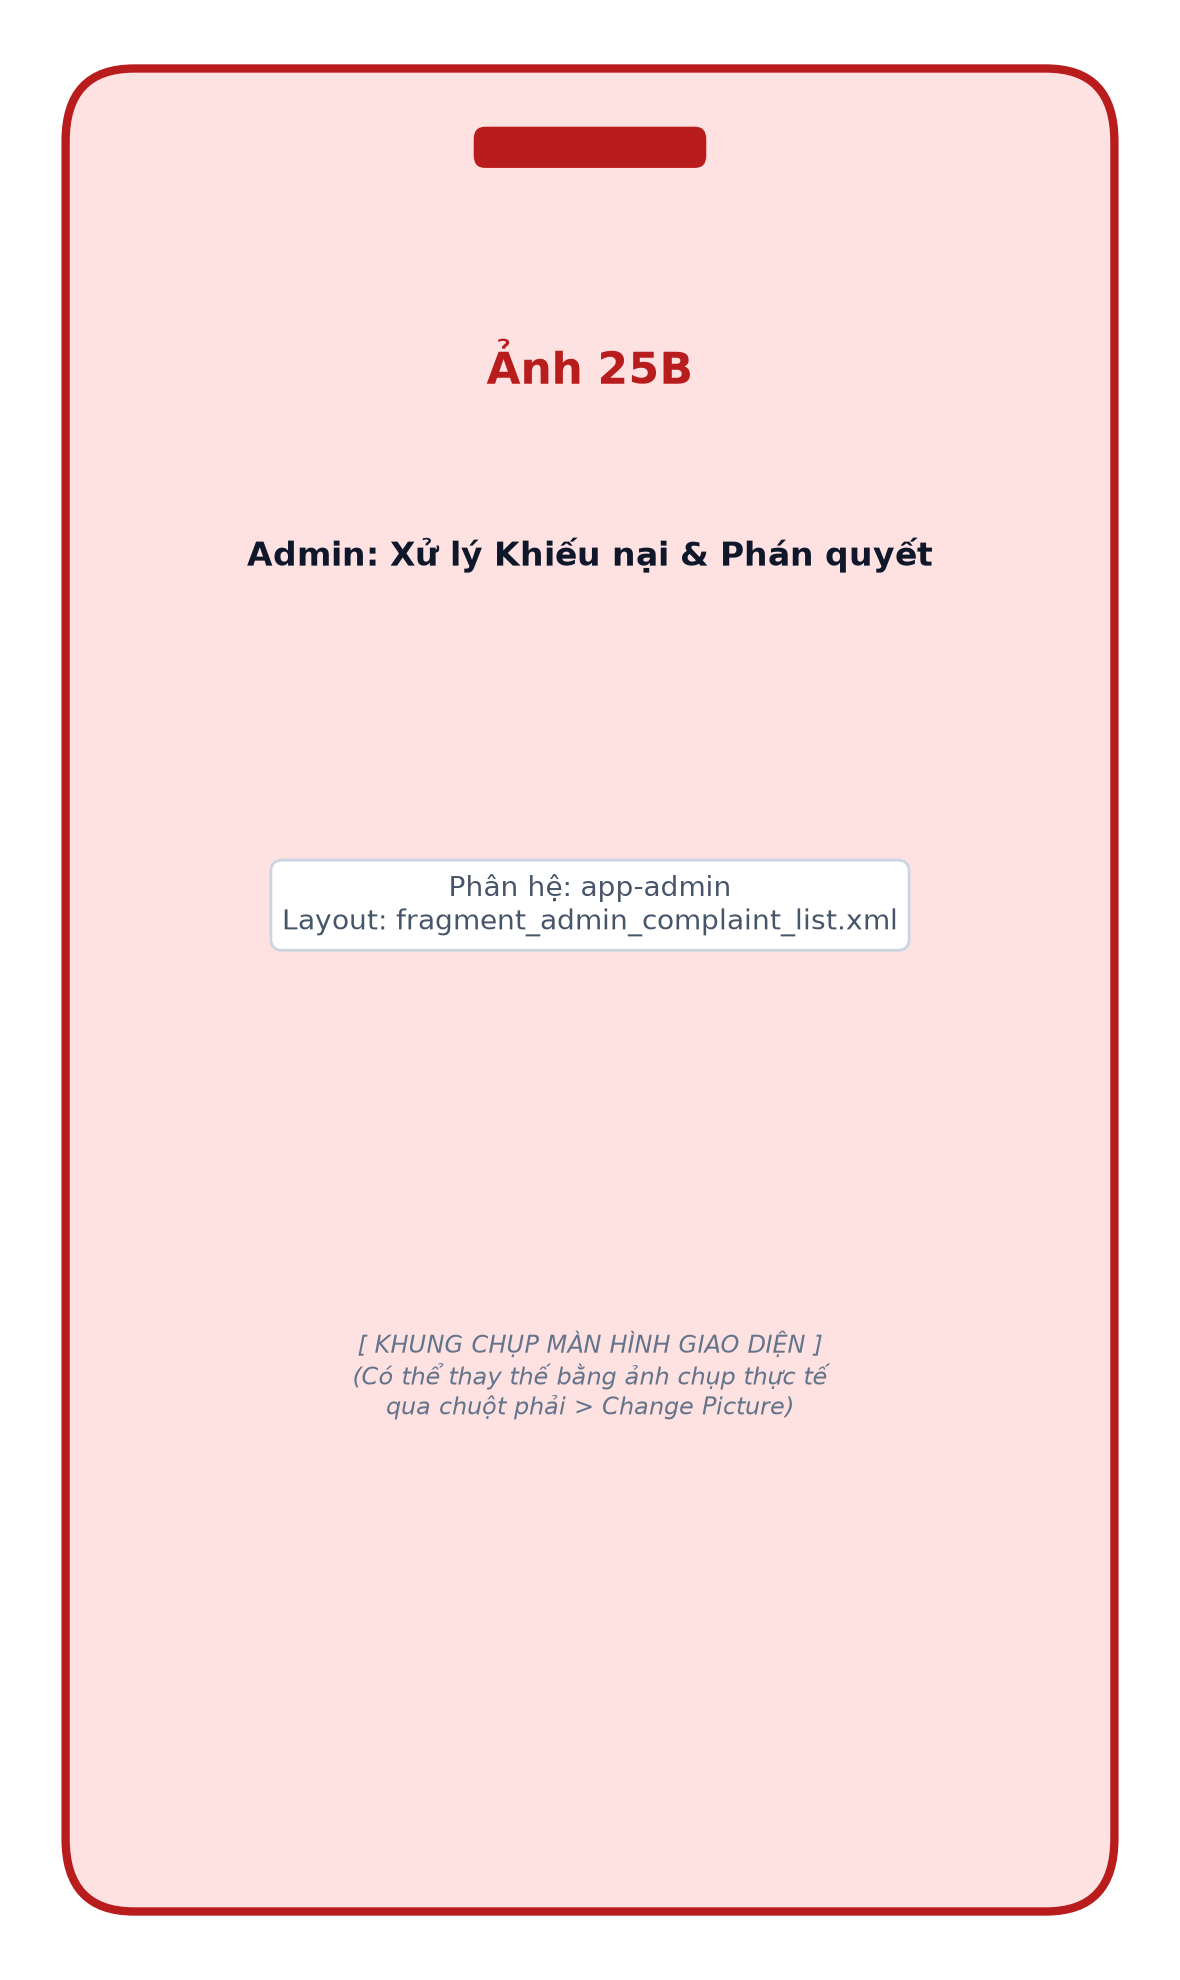 Ảnh 25B
Admin: Xử lý Khiếu nại & Phán quyết
Phân hệ: app-admin
Layout: fragment_admin_complaint_list.xml
[ KHUNG CHỤP MÀN HÌNH GIAO DIỆN ]
(Có thể thay thế bằng ảnh chụp thực tế
qua chuột phải > Change Picture)